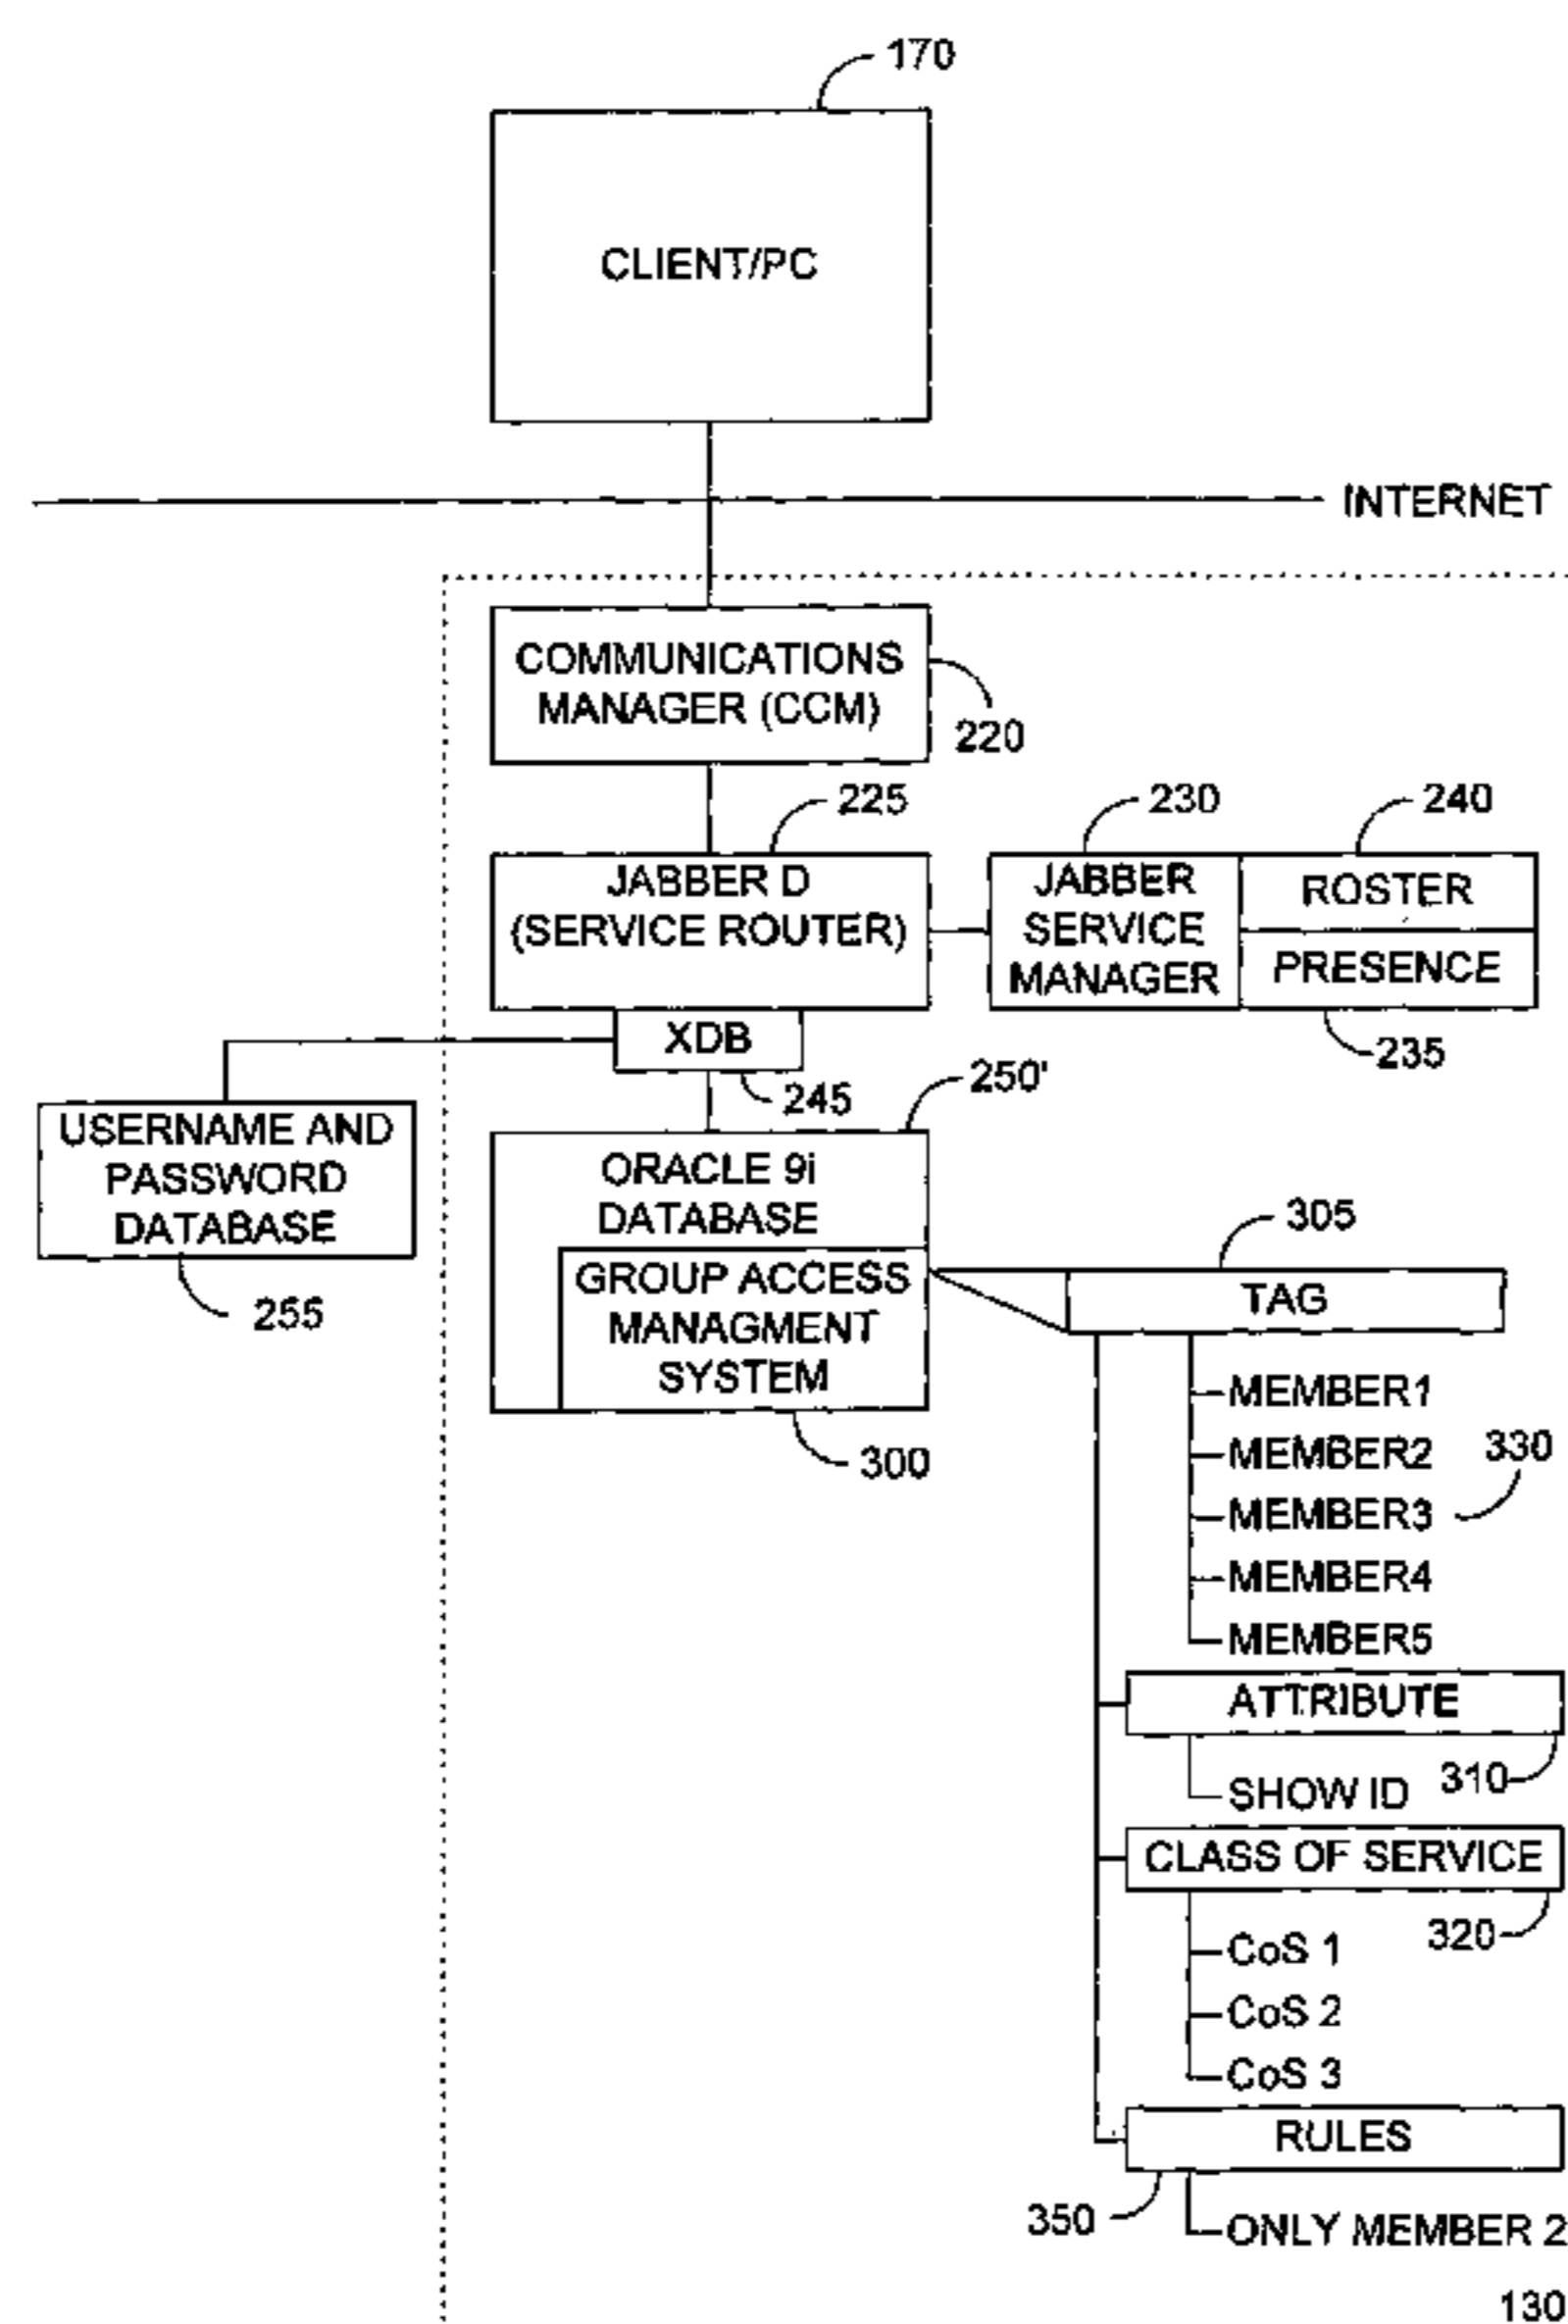 170
CLIENT/PC
INTERNET
COMMUNICATIONS
MANAGER (CCM)
220
225
230
240
JABBER D
(SERVICE ROUTER)
JABBER
SERVICE
MANAGER
ROSTER
PRESENCE
235
XDB
245
250'
USERNAME AND
PASSWORD
DATABASE
255
ORACLE 9i
DATABASE
GROUP ACCESS
MANAGMENT
SYSTEM
300
305
TAG
MEMBER1
MEMBER2
330
MEMBER3
MEMBER4
MEMBER5
ATTRIBUTE
310
SHOW ID
CLASS OF SERVICE
320
CoS 1
CoS 2
CoS 3
RULES
350
ONLY MEMBER 2
130